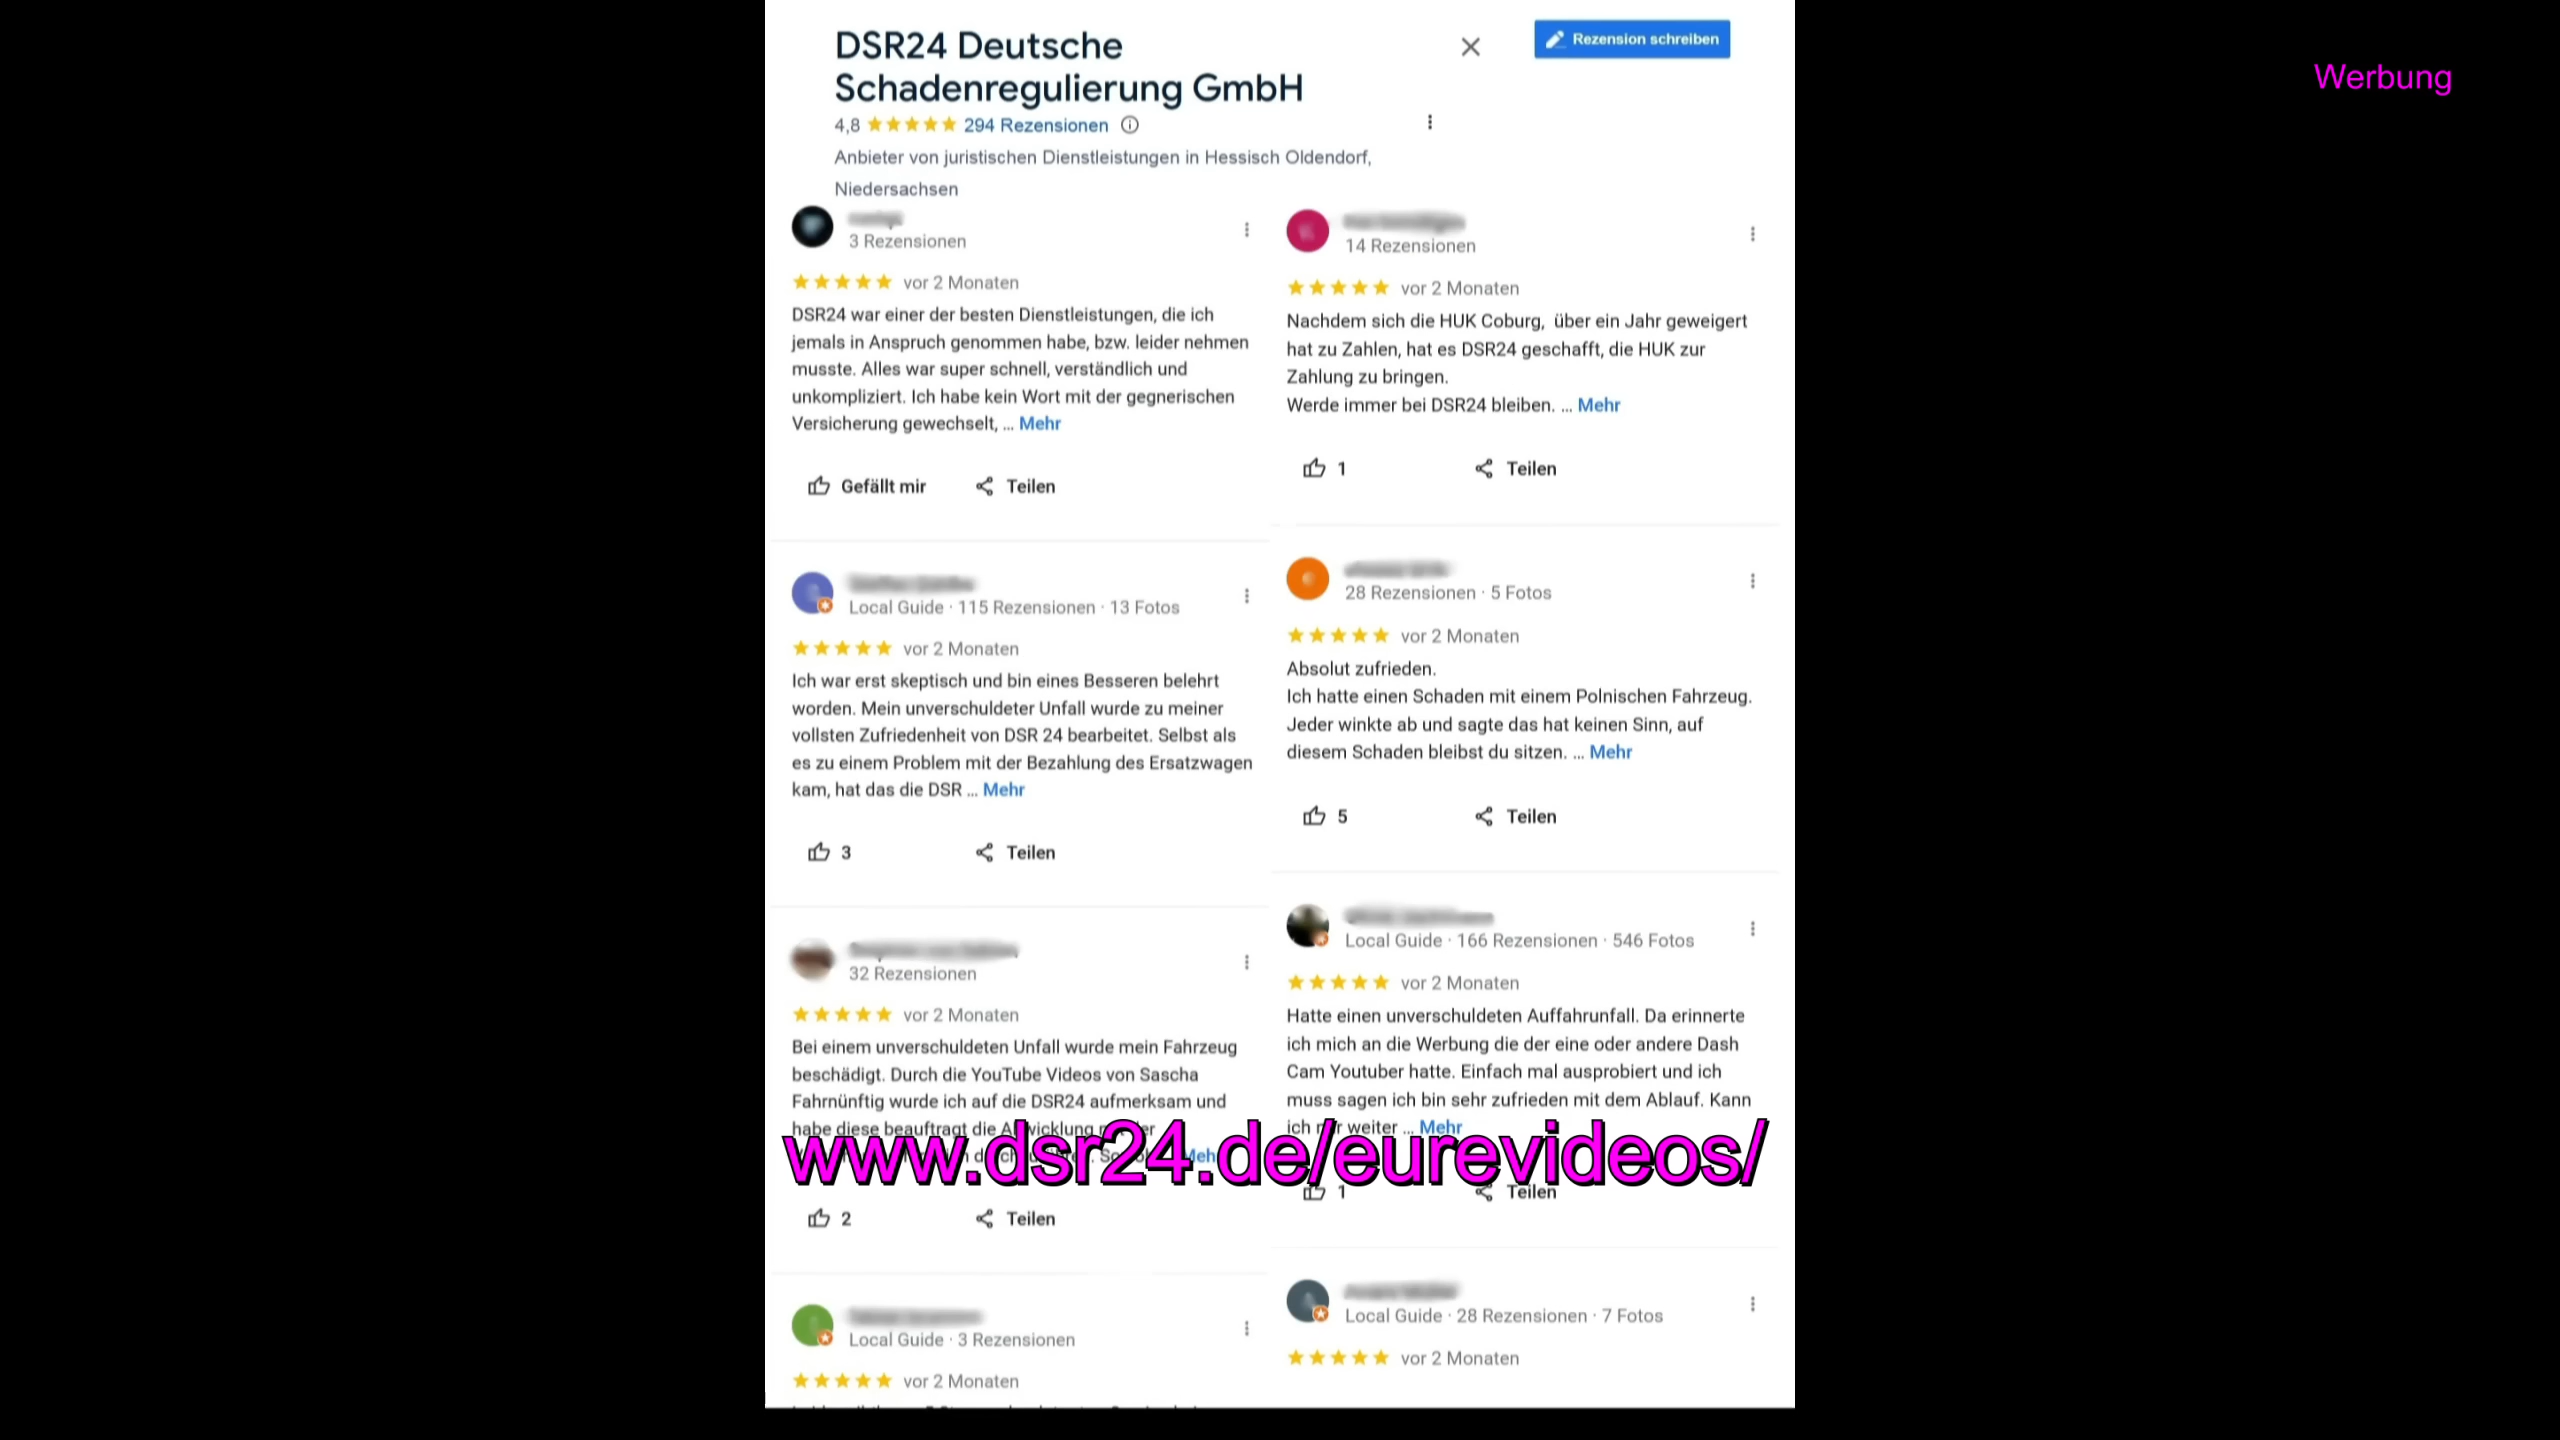 DSR24 Deutsche
Schadenregulierung GmbH
Rezension schreiben
Werbung
4,8 294 Rezensionen
Anbieter von juristischen Dienstleistungen in Hessisch Oldendorf,
Niedersachsen
3 Rezensionen
vor 2 Monaten
DSR24 war einer der besten Dienstleistungen, die ich
jemals in Anspruch genommen habe, bzw. leider nehmen
musste. Alles war super schnell, verständlich und
unkompliziert. Ich habe kein Wort mit der gegnerischen
Versicherung gewechselt, ... Mehr
Gefällt mir Teilen
Local Guide · 115 Rezensionen · 13 Fotos
vor 2 Monaten
Ich war erst skeptisch und bin eines Besseren belehrt
worden. Mein unverschuldeter Unfall wurde zu meiner
vollsten Zufriedenheit von DSR 24 bearbeitet. Selbst als
es zu einem Problem mit der Bezahlung des Ersatzwagen
kam, hat das die DSR ... Mehr
3 Teilen
32 Rezensionen
vor 2 Monaten
Bei einem unverschuldeten Unfall wurde mein Fahrzeug
beschädigt. Durch die YouTube Videos von Sascha
Fahrnünftig wurde ich auf die DSR24 aufmerksam und
habe diese beauftragt die
2 Teilen
Local Guide · 3 Rezensionen
vor 2 Monaten
14 Rezensionen
vor 2 Monaten
Nachdem sich die HUK Coburg, über ein Jahr geweigert
hat zu Zahlen, hat es DSR24 geschafft, die HUK zur
Zahlung zu bringen.
Werde immer bei DSR24 bleiben. ... Mehr
1 Teilen
28 Rezensionen · 5 Fotos
vor 2 Monaten
Absolut zufrieden.
Ich hatte einen Schaden mit einem Polnischen Fahrzeug.
Jeder winkte ab und sagte das hat keinen Sinn, auf
diesem Schaden bleibst du sitzen. ... Mehr
5 Teilen
Local Guide · 166 Rezensionen · 546 Fotos
vor 2 Monaten
Hatte einen unverschuldeten Auffahrunfall. Da erinnerte
ich mich an die Werbung die der eine oder andere Dash
Cam Youtuber hatte. Einfach mal ausprobiert und ich
muss sagen ich bin sehr zufrieden mit dem Ablauf. Kann
ich weiter ... Mehr
1 Teilen
Local Guide · 28 Rezensionen · 7 Fotos
vor 2 Monaten
www.dsr24.de/eurevideos/